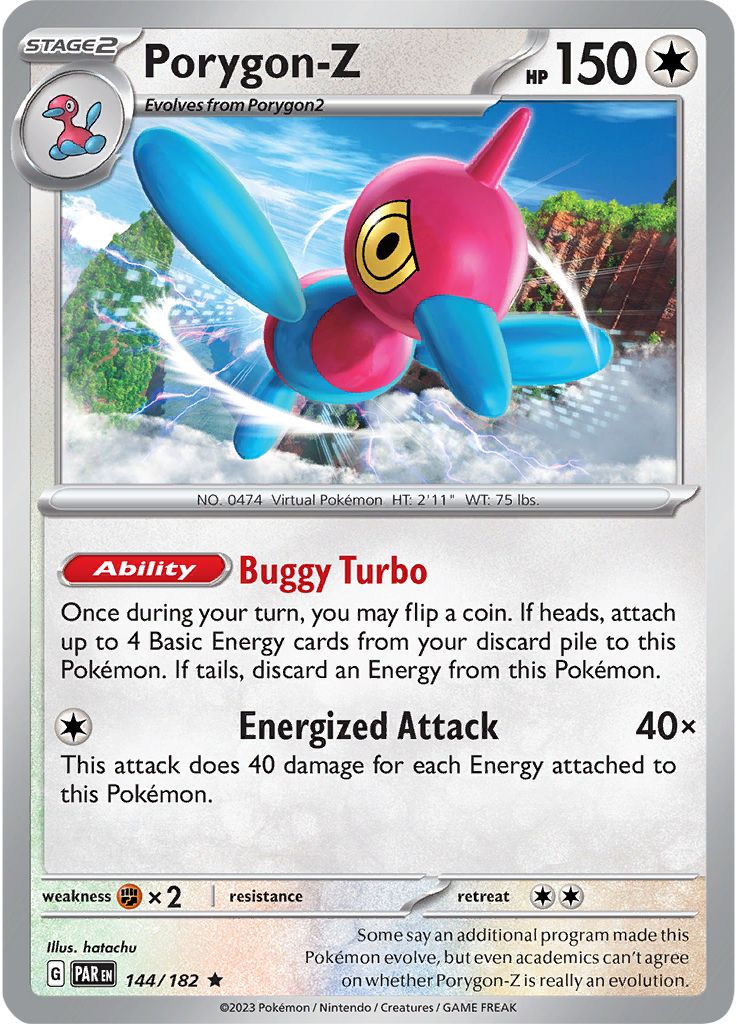 STAGE2
Porygon-Z
HP 150
Evolves from Porygon2
NO. 0474 Virtual Pokémon HT: 2'11" WT: 75 lbs.
Ability Buggy Turbo
Once during your turn, you may flip a coin. If heads, attach
up to 4 Basic Energy cards from your discard pile to this
Pokémon. If tails, discard an Energy from this Pokémon.
Energized Attack 40×
This attack does 40 damage for each Energy attached to
this Pokémon.
weakness ×2 resistance retreat
Illus. hatachu
G PAR EN 144/182 ★
Some say an additional program made this
Pokémon evolve, but even academics can't agree
on whether Porygon-Z is really an evolution.
©2023 Pokémon / Nintendo / Creatures / GAME FREAK